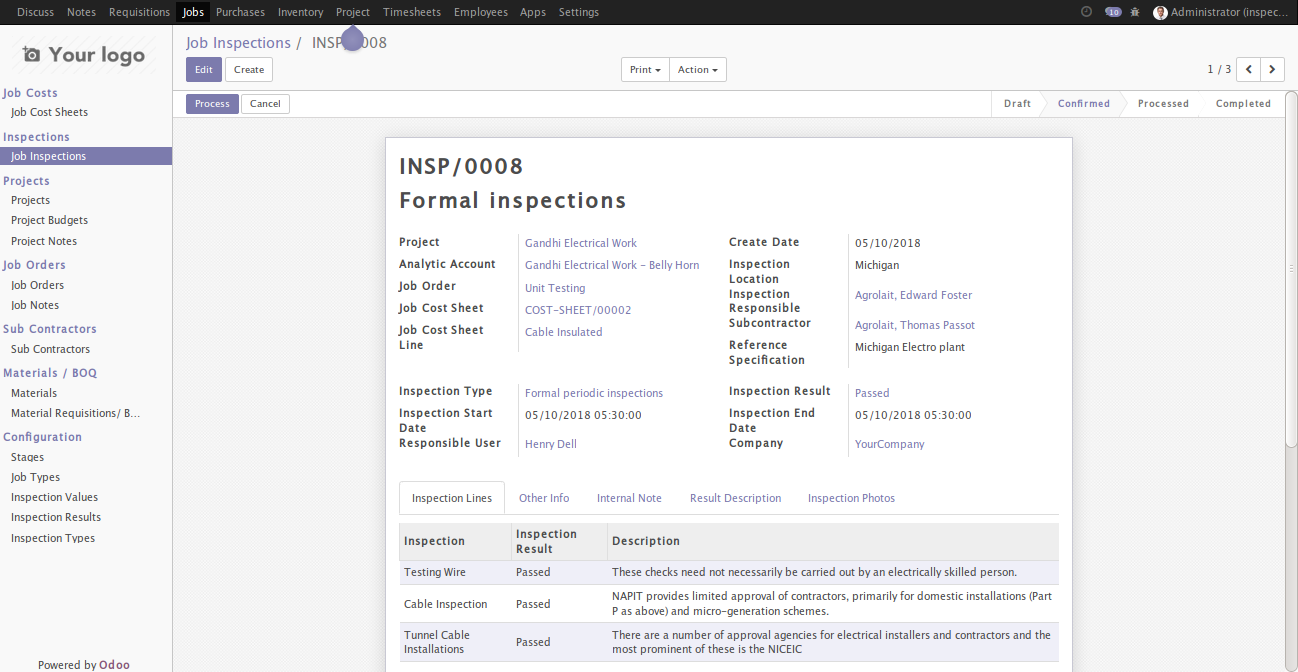 Discuss Notes Requisitions Jobs Purchases Inventory Project Timesheets Employees Apps Settings 10 Administrator (inspec...
Your logo
Job Costs
Job Cost Sheets
Inspections
Job Inspections
Projects
Projects
Project Budgets
Project Notes
Job Orders
Job Orders
Job Notes
Sub Contractors
Sub Contractors
Materials / BOQ
Materials
Material Requisitions/ B...
Configuration
Stages
Job Types
Inspection Values
Inspection Results
Inspection Types
Powered by Odoo
Job Inspections / INSP/0008
Edit Create Print Action 1 / 3
Process Cancel Draft Confirmed Processed Completed
INSP/0008
Formal inspections
Project Gandhi Electrical Work
Analytic Account Gandhi Electrical Work - Belly Horn
Job Order Unit Testing
Job Cost Sheet COST-SHEET/00002
Job Cost Sheet Cable Insulated
Line
Create Date 05/10/2018
Inspection Michigan
Location
Inspection Agrolait, Edward Foster
Responsible
Subcontractor Agrolait, Thomas Passot
Reference Michigan Electro plant
Specification
Inspection Type Formal periodic inspections
Inspection Start 05/10/2018 05:30:00
Date
Responsible User Henry Dell
Inspection Result Passed
Inspection End 05/10/2018 05:30:00
Date
Company YourCompany
Inspection Lines Other Info Internal Note Result Description Inspection Photos
Inspection Inspection Description
Result
Testing Wire Passed These checks need not necessarily be carried out by an electrically skilled person.
Cable Inspection Passed NAPIT provides limited approval of contractors, primarily for domestic installations (Part
P as above) and micro-generation schemes.
Tunnel Cable Passed There are a number of approval agencies for electrical installers and contractors and the
Installations most prominent of these is the NICEIC